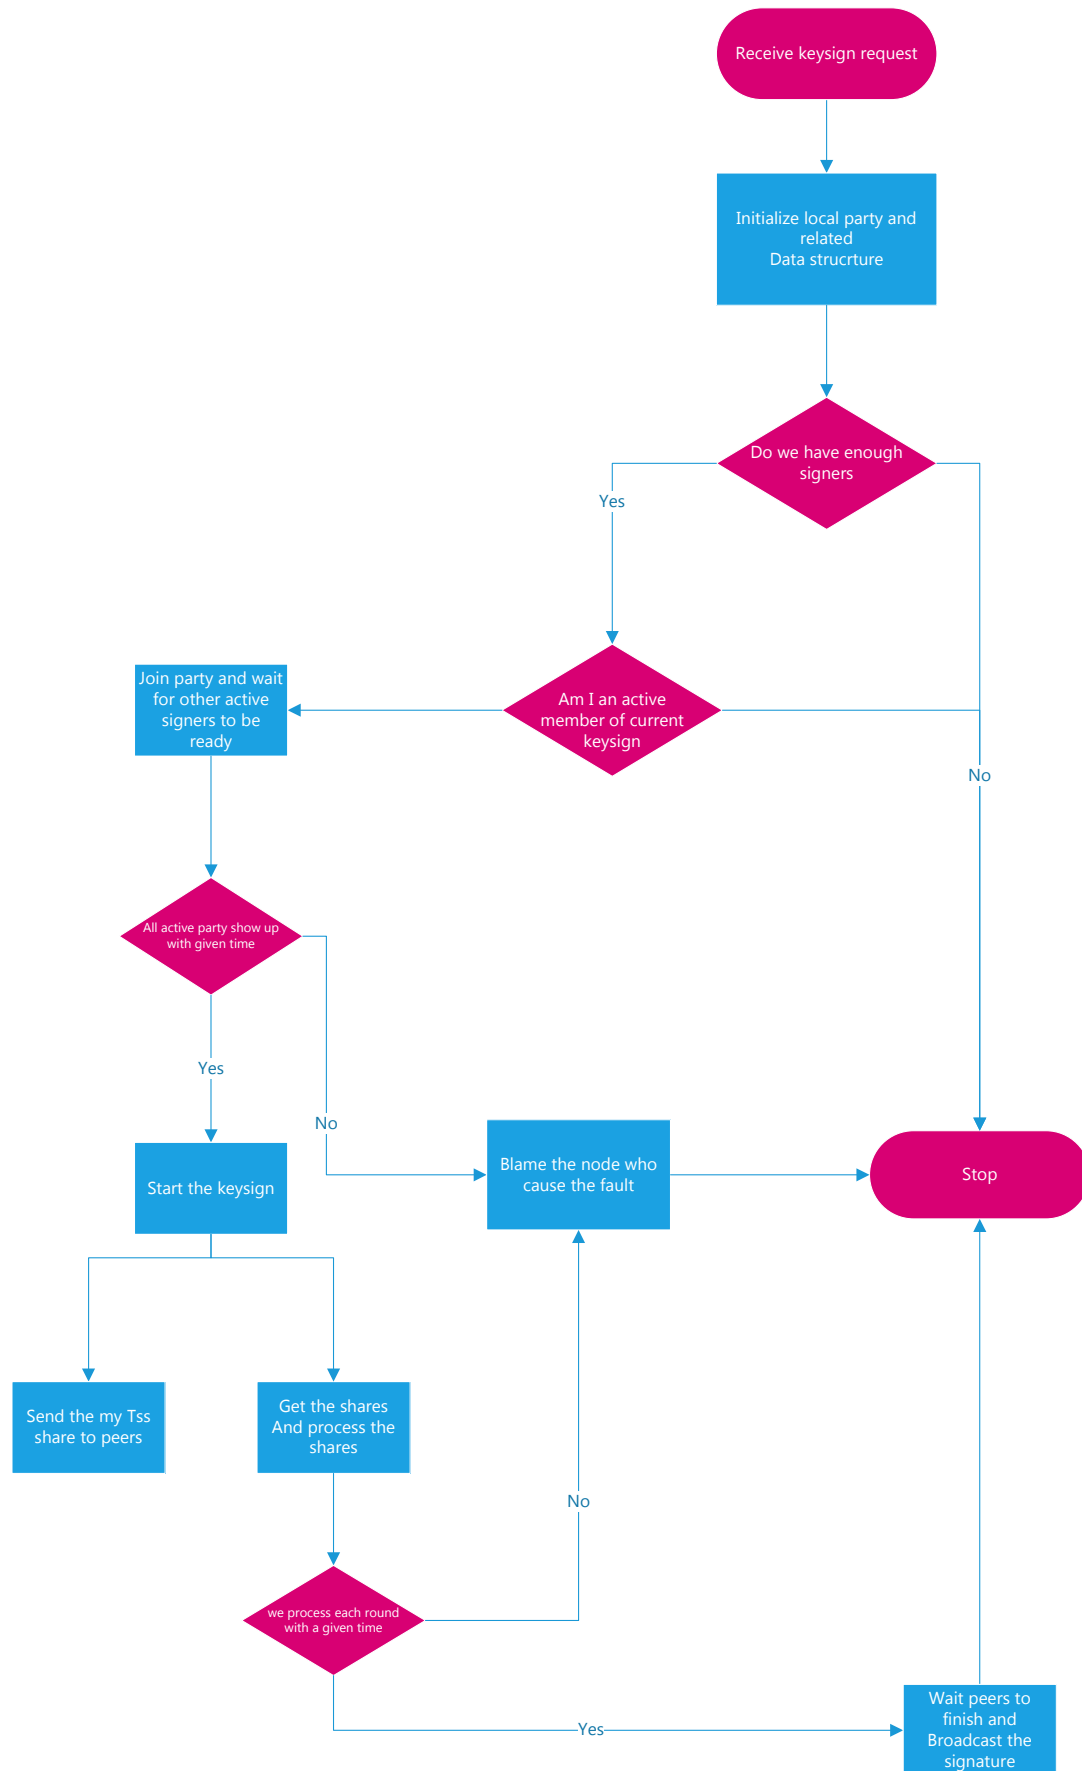 Receive keysign request
Initialize local party and
related
Data strucrture
Do we have enough
signers
Yes
Join party and wait
for other active
signers to be
ready
Am I an active
member of current
keysign
No
All active party show up
with given time
Yes
No
Blame the node who
cause the fault
Stop
Start the keysign
Send the my Tss
share to peers
Get the shares
And process the
shares
No
we process each round
with a given time
Wait peers to
finish and
Broadcast the
signature
Yes